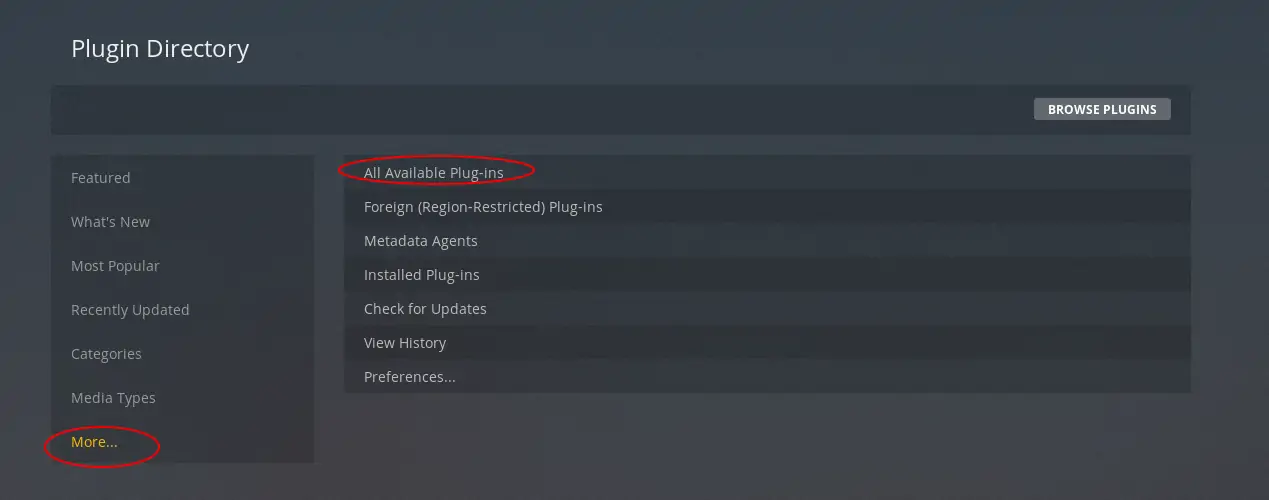 Plugin Directory
BROWSE PLUGINS
Featured
What's New
Most Popular
Recently Updated
Categories
Media Types
More...
All Available Plug-ins
Foreign (Region-Restricted) Plug-ins
Metadata Agents
Installed Plug-ins
Check for Updates
View History
Preferences...